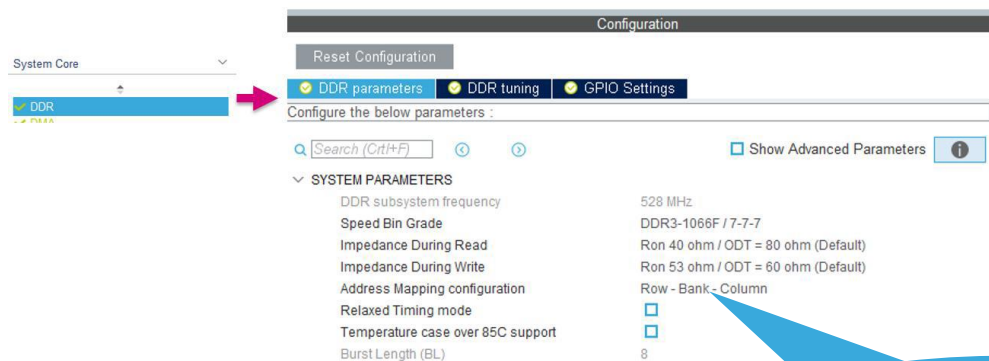 Configuration
System Core
Reset Configuration
DDR
DMA
DDR parameters DDR tuning GPIO Settings
Configure the below parameters :
Search (Crtl+F)
Show Advanced Parameters
SYSTEM PARAMETERS
DDR subsystem frequency 528 MHz
Speed Bin Grade DDR3-1066F / 7-7-7
Impedance During Read Ron 40 ohm / ODT = 80 ohm (Default)
Impedance During Write Ron 53 ohm / ODT = 60 ohm (Default)
Address Mapping configuration Row - Bank - Column
Relaxed Timing mode
Temperature case over 85C support
Burst Length (BL) 8